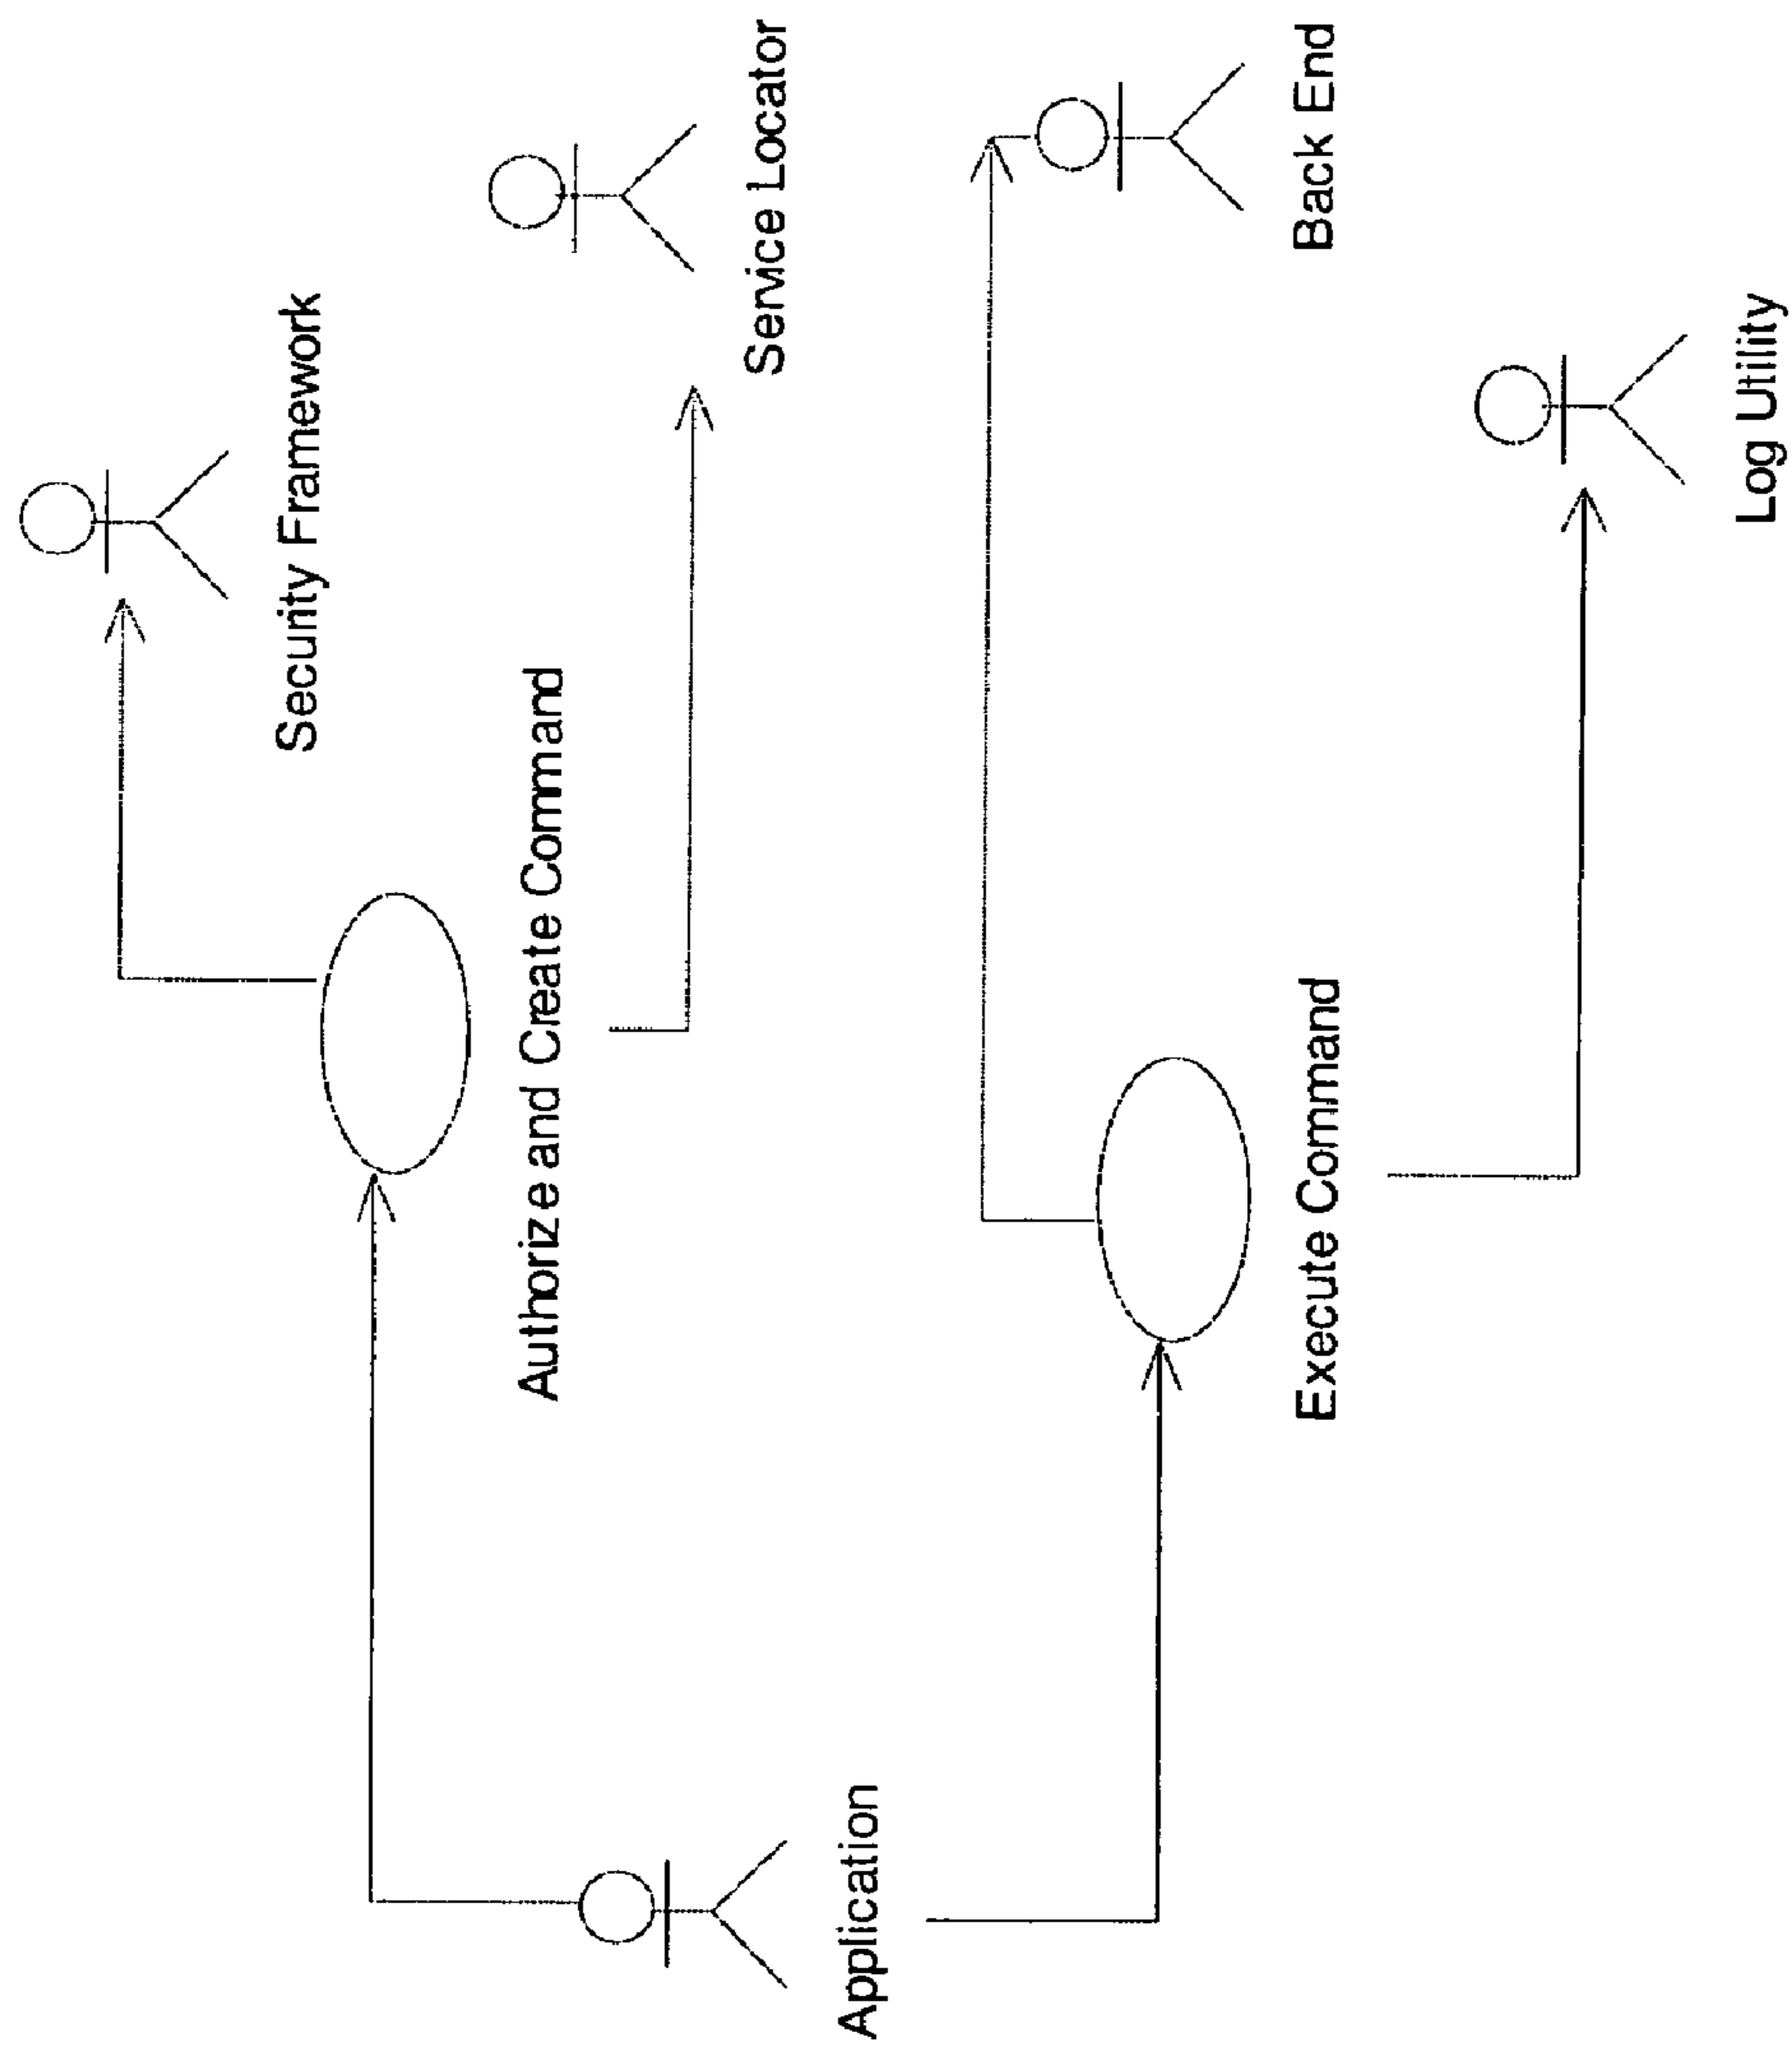 Security Framework
Service Locator
Authorize and Create Command
Application
Back End
Execute Command
Log Utility